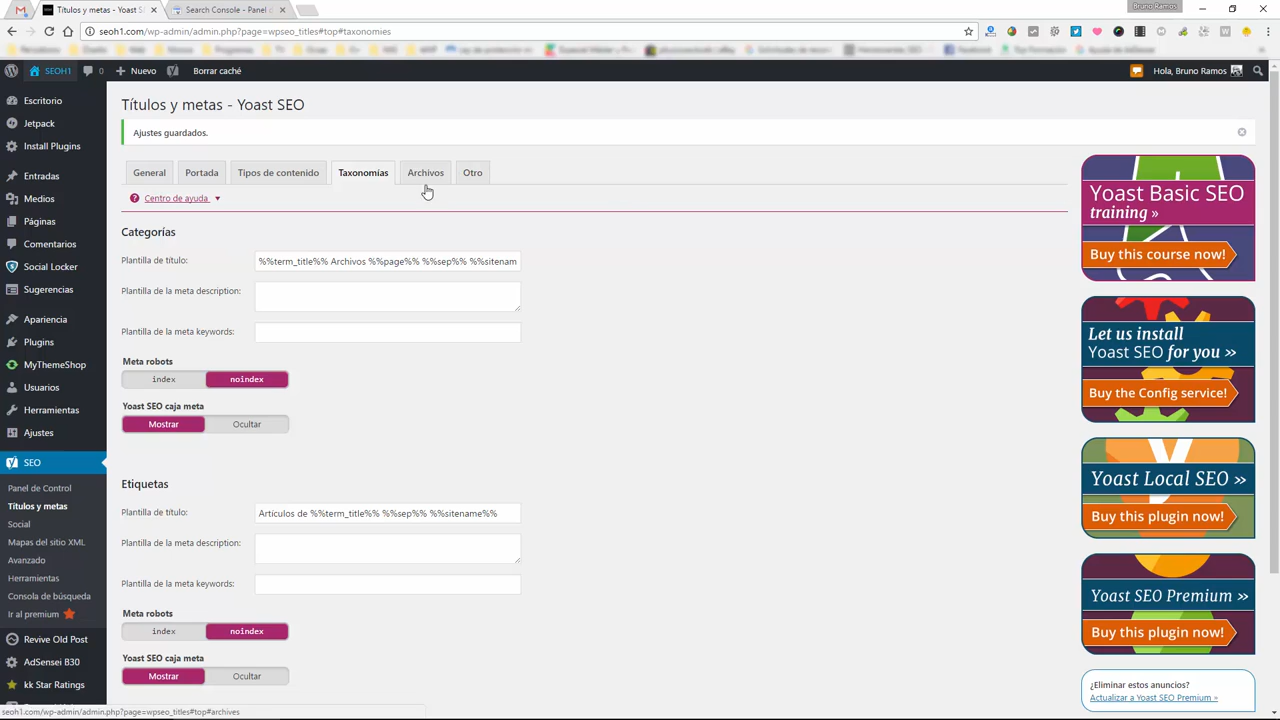 Títulos y metas - Yoast SE
Search Console - Panel d
Bruno Ramos
seoh1.com/wp-admin/admin.php?page=wpseo_titles#top#taxonomies
SEOH1
0
Nuevo
Borrar caché
Hola, Bruno Ramos
Escritorio
Jetpack
Install Plugins
Entradas
Medios
Páginas
Comentarios
Social Locker
Sugerencias
Apariencia
Plugins
MyThemeShop
Usuarios
Herramientas
Ajustes
SEO
Panel de Control
Títulos y metas
Social
Mapas del sitio XML
Avanzado
Herramientas
Consola de búsqueda
Ir al premium
Revive Old Post
AdSensei B30
kk Star Ratings
Títulos y metas - Yoast SEO
Ajustes guardados.
General
Portada
Tipos de contenido
Taxonomías
Archivos
Otro
Centro de ayuda
Categorías
Plantilla de título:
%%term_title%% Archivos %%page%% %%sep%% %%sitenam
Plantilla de la meta description:
Plantilla de la meta keywords:
Meta robots
index
noindex
Yoast SEO caja meta
Mostrar
Ocultar
Etiquetas
Plantilla de título:
Artículos de %%term_title%% %%sep%% %%sitename%%
Plantilla de la meta description:
Plantilla de la meta keywords:
Meta robots
index
noindex
Yoast SEO caja meta
Mostrar
Ocultar
Yoast Basic SEO
training »
Buy this course now!
Let us install
Yoast SEO for you »
Buy the Config service!
Yoast Local SEO »
Buy this plugin now!
Yoast SEO Premium »
Buy this plugin now!
¿Eliminar estos anuncios?
Actualizar a Yoast SEO Premium »
seoh1.com/wp-admin/admin.php?page=wpseo_titles#top#archives